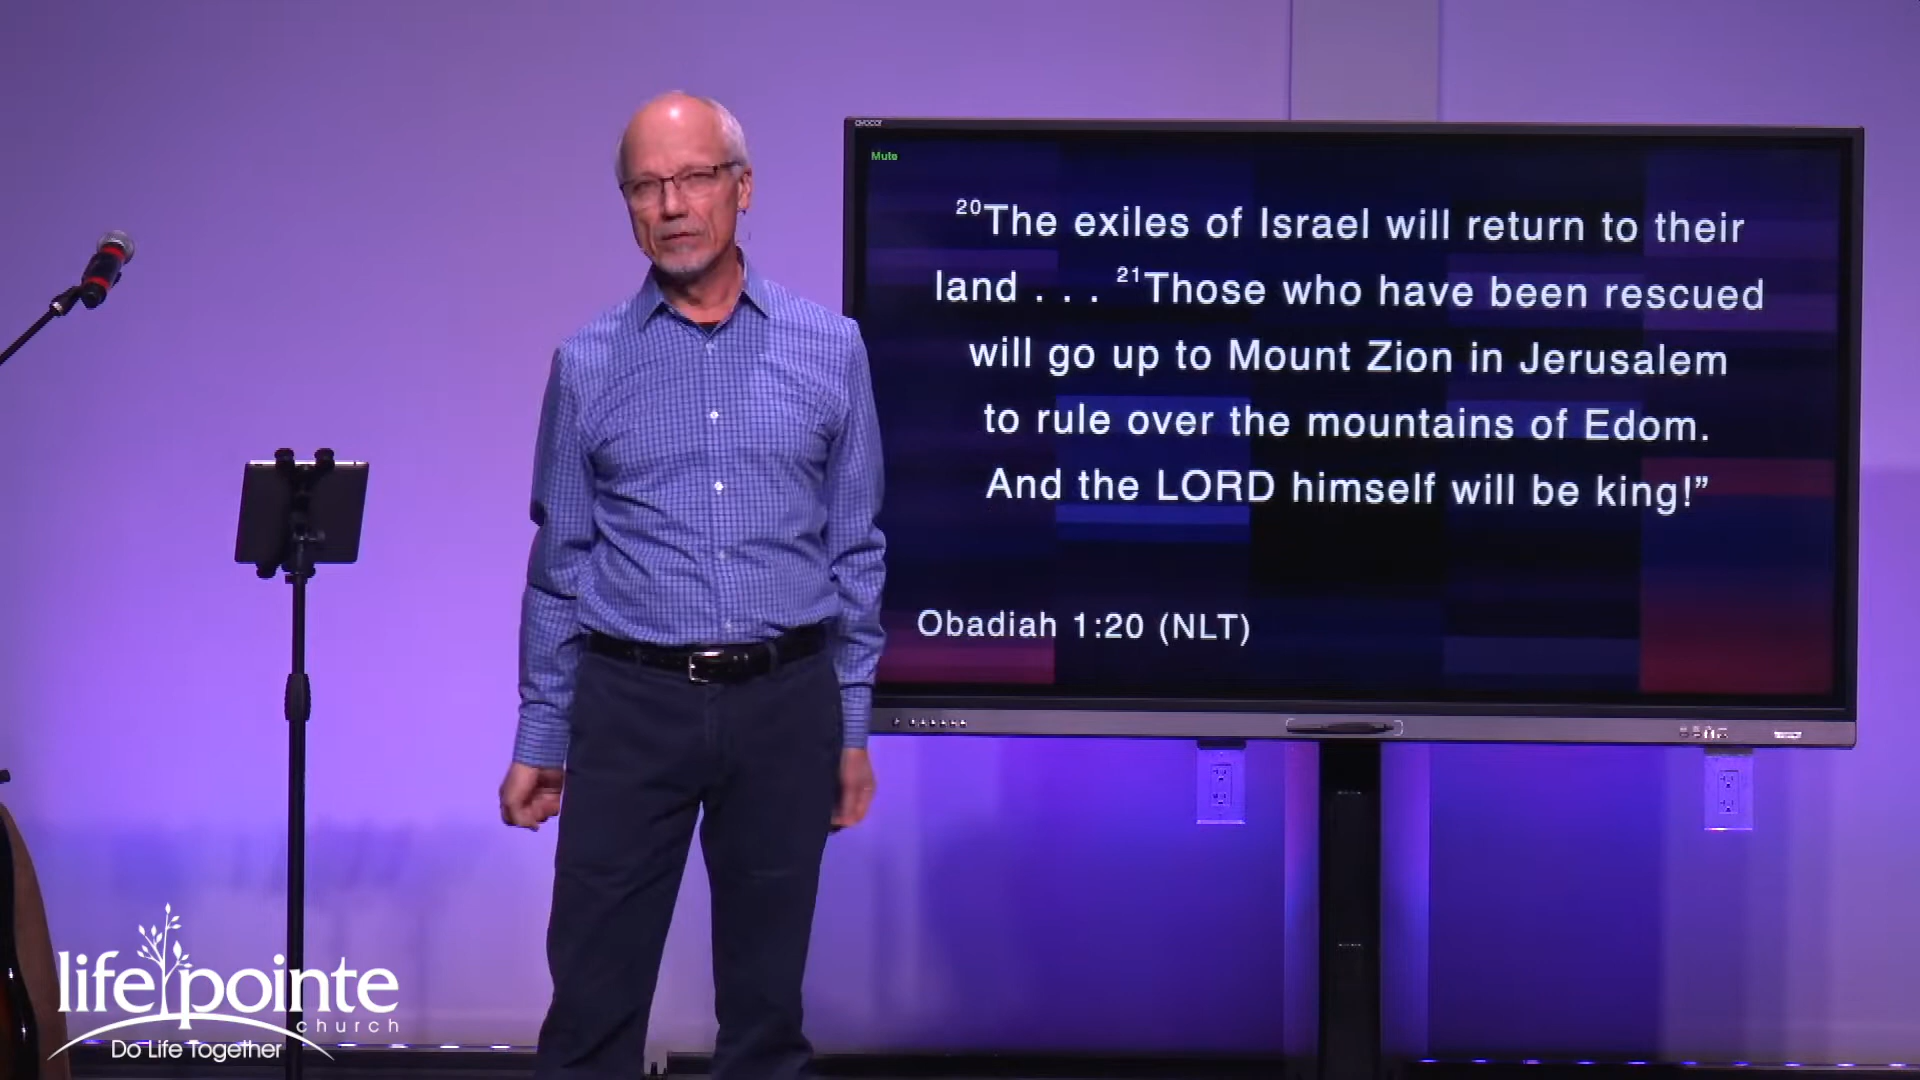 avocor
Mute
20The exiles of Israel will return to their
land . . . 21Those who have been rescued
will go up to Mount Zion in Jerusalem
to rule over the mountains of Edom.
And the LORD himself will be king!”
Obadiah 1:20 (NLT)
life pointe
church
Do Life Together